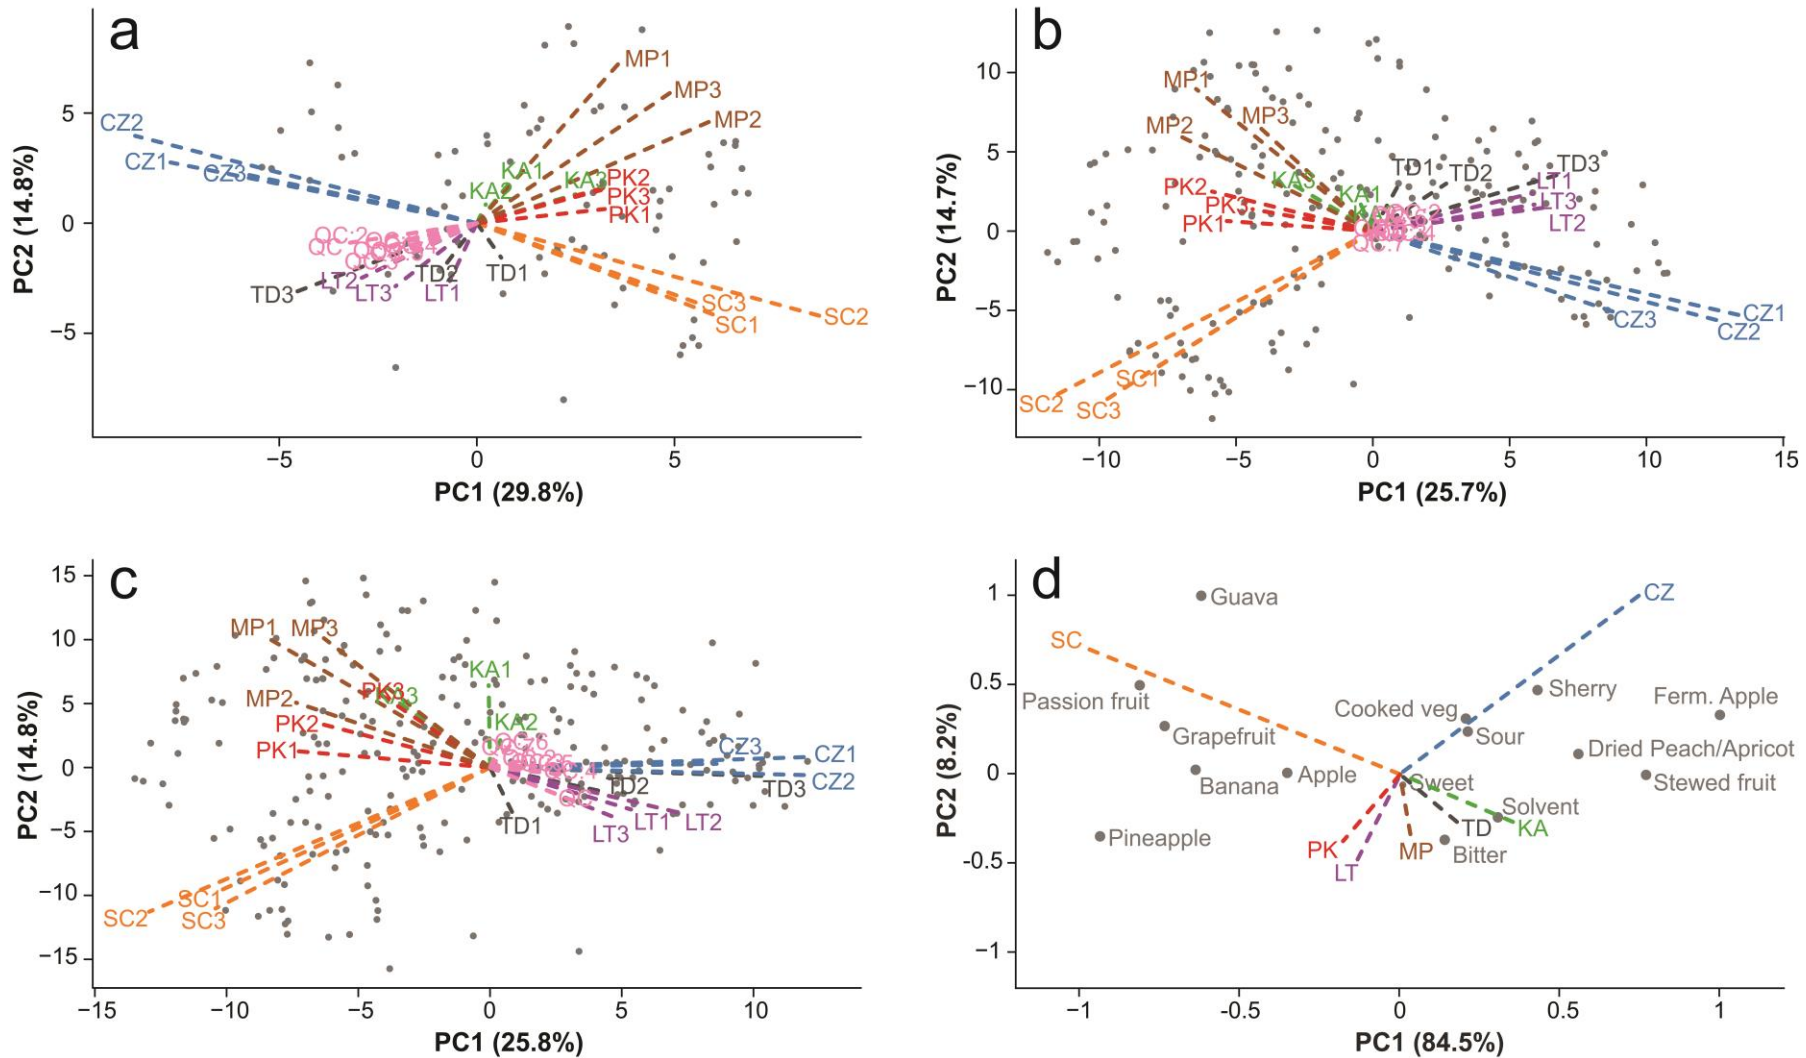 a
MP1
MP3
MP2
CZ2
CZ1
CZ3
KA1
KA2
KA3
PK2
PK3
PK1
QC:2
LT2
TD2
TD1
TD3
LT3
LT1
SC3
SC1
SC2
5
0
−5
−5
0
5
PC2 (14.8%)
PC1 (29.8%)
b
MP1
MP3
MP2
TD1
TD2
TD3
KA3
KA1
PK2
PK3
PK1
LT1
LT3
LT2
CZ1
CZ3
CZ2
SC1
SC2
SC3
10
5
0
−5
−10
−10
−5
0
5
10
15
PC2 (14.7%)
PC1 (25.7%)
c
MP1
MP3
KA1
PK3
MP2
PK2
KA2
PK1
CZ3
CZ1
CZ2
TD2
TD3
TD1
LT3
LT1
LT2
SC1
SC2
SC3
15
10
5
0
−5
−10
−15
−15
−10
−5
0
5
10
PC2 (14.8%)
PC1 (25.8%)
d
Guava
CZ
SC
Passion fruit
Sherry
Ferm. Apple
Cooked veg
Grapefruit
Sour
Dried Peach/Apricot
Banana
Apple
Sweet
Stewed fruit
Solvent
Pineapple
TD
KA
PK
MP
Bitter
LT
1
0.5
0
-0.5
−1
−1
-0.5
0
0.5
1
PC2 (8.2%)
PC1 (84.5%)